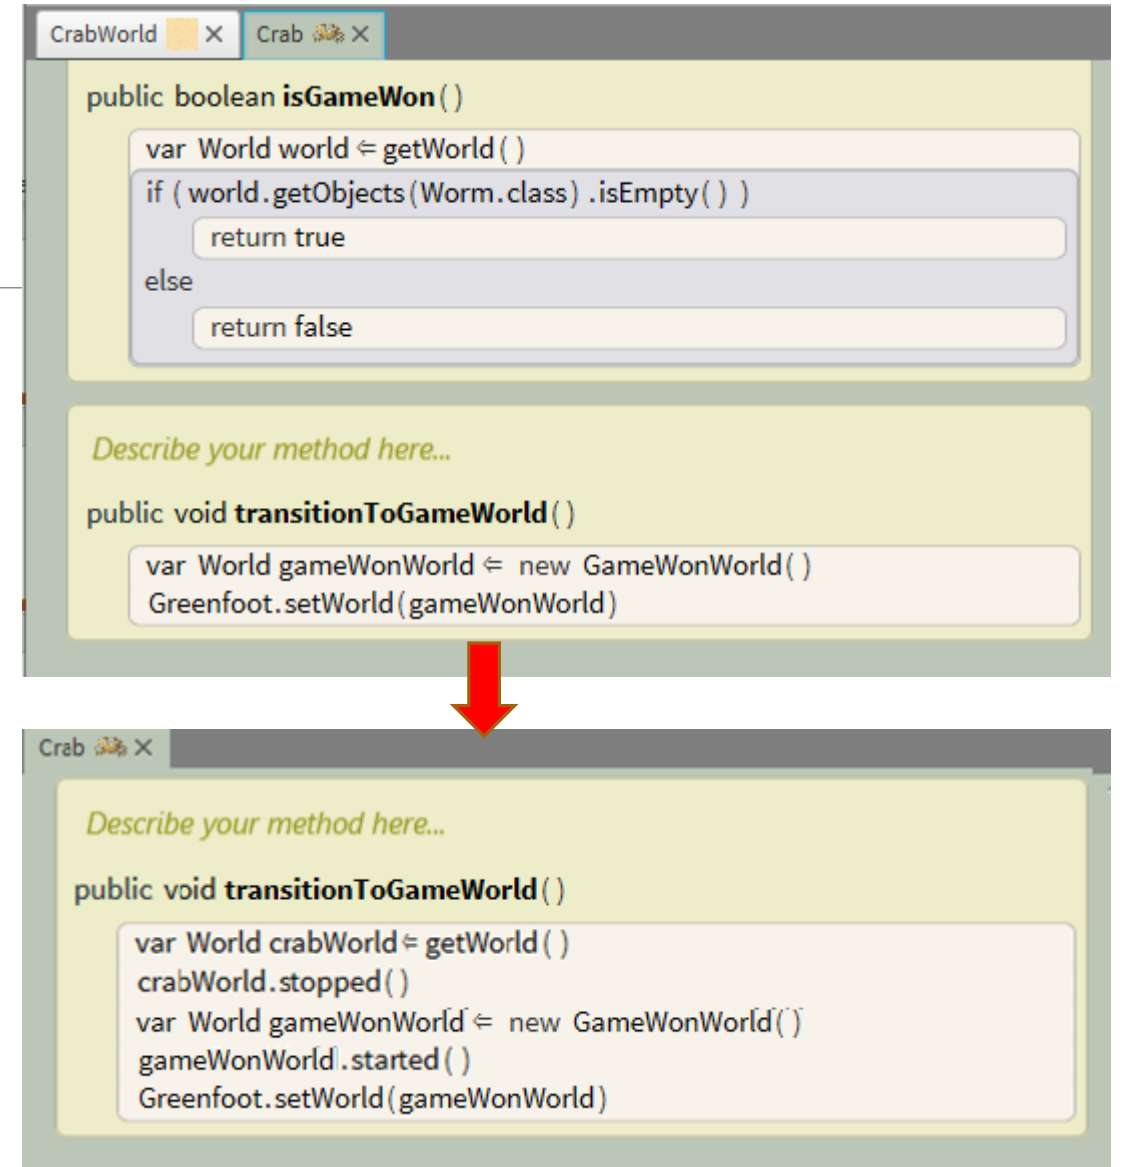 CrabWorld
Crab
public boolean isGameWon()
var World world ⇐ getWorld()
if ( world.getObjects(Worm.class).isEmpty() )
return true
else
return false
Describe your method here...
public void transitionToGameWorld()
var World gameWonWorld ⇐ new GameWonWorld()
Greenfoot.setWorld(gameWonWorld)
Crab
Describe your method here...
public void transitionToGameWorld()
var World crabWorld ⇐ getWorld()
crabWorld.stopped()
var World gameWonWorld ⇐ new GameWonWorld()
gameWonWorld.started()
Greenfoot.setWorld(gameWonWorld)